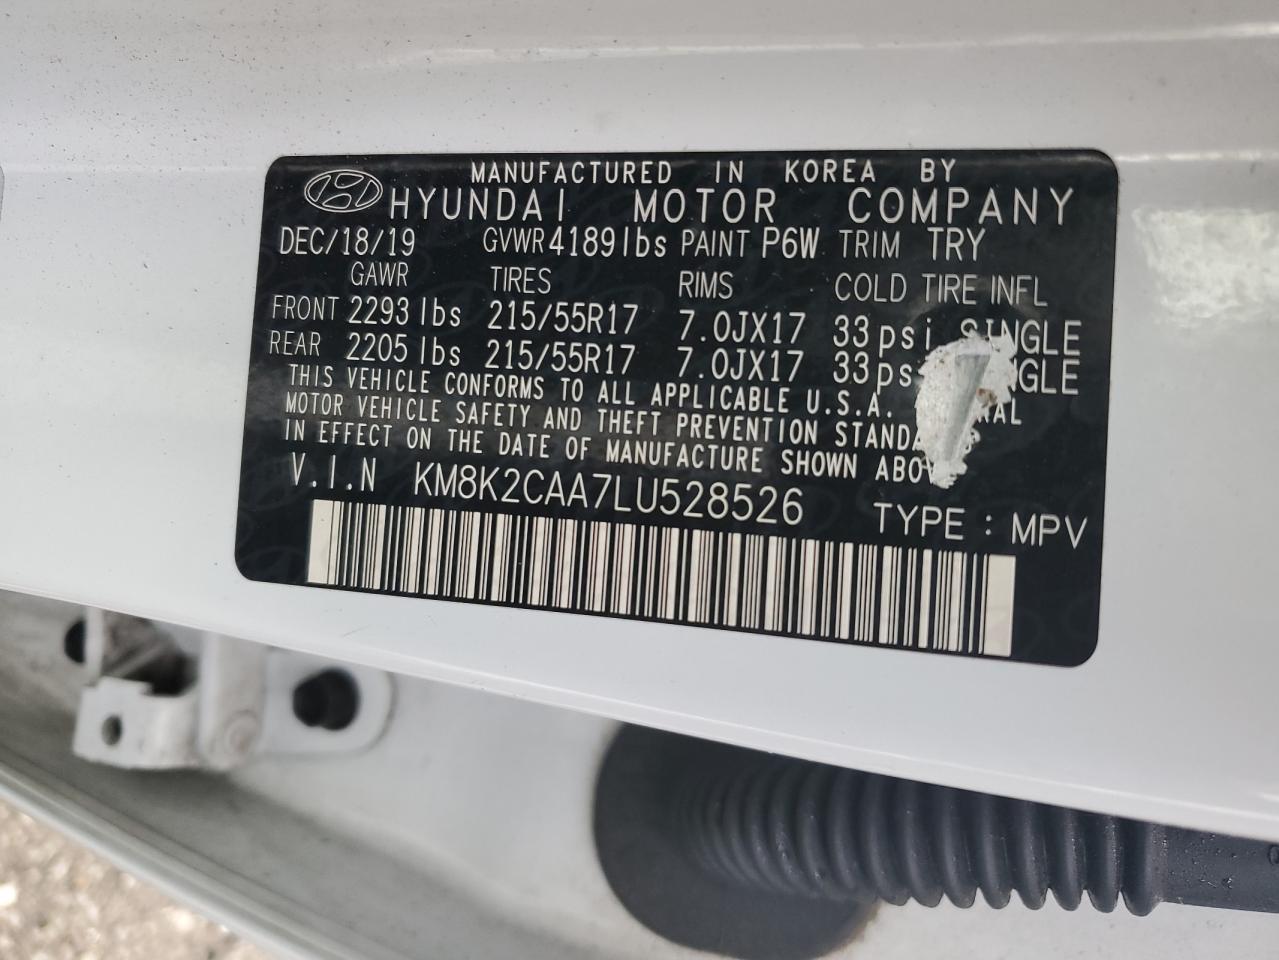 MANUFACTURED IN KOREA BY
HYUNDAI MOTOR COMPANY
DEC/18/19 GVWR 4189 lbs PAINT P6W TRIM TRY
GAWR TIRES RIMS COLD TIRE INFL
FRONT 2293 lbs 215/55R17 7.0JX17 33 psi SINGLE
REAR 2205 lbs 215/55R17 7.0JX17 33
THIS VEHICLE CONFORMS TO ALL APPLICABLE U.S.A.
MOTOR VEHICLE SAFETY AND THEFT PREVENTION
IN EFFECT ON THE DATE OF MANUFACTURE SHOWN
V.I.N KM8K2CAA7LU528526 TYPE : MPV